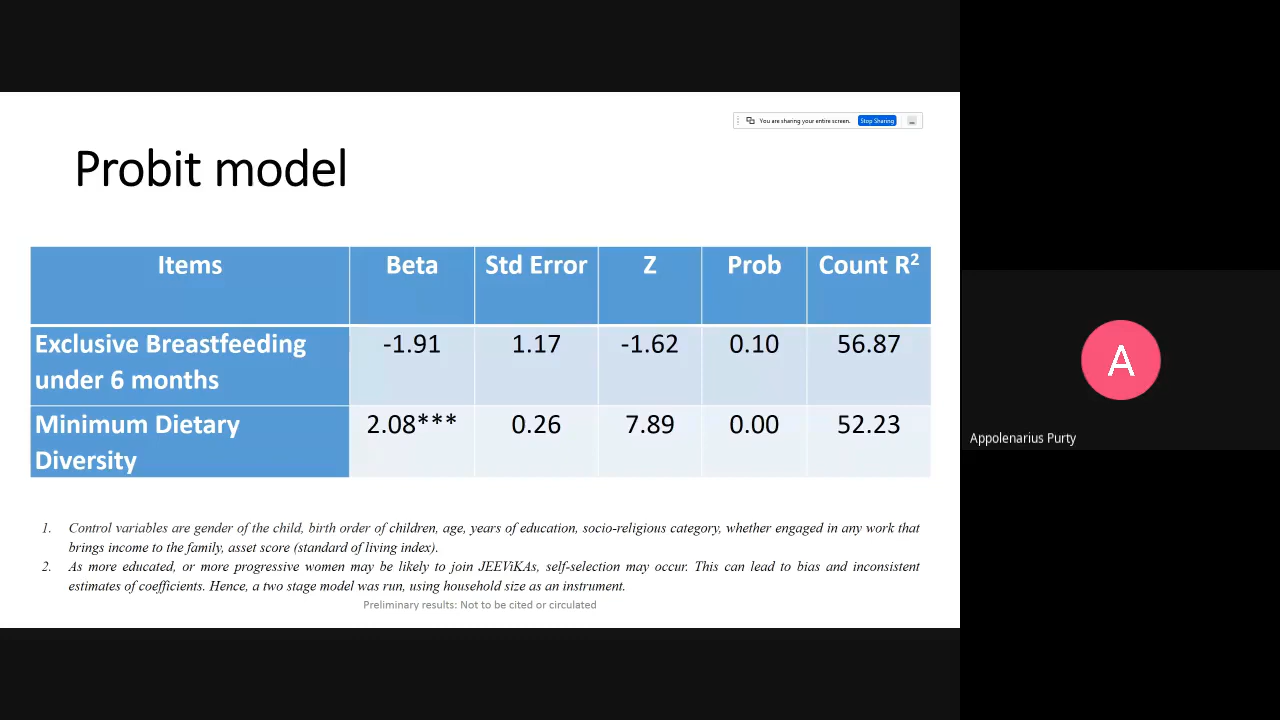 You are sharing your entire screen. Stop Sharing
Probit model
Items Beta Std Error Z Prob Count R²
Exclusive Breastfeeding -1.91 1.17 -1.62 0.10 56.87
under 6 months
Minimum Dietary 2.08*** 0.26 7.89 0.00 52.23
Diversity
1. Control variables are gender of the child, birth order of children, age, years of education, socio-religious category, whether engaged in any work that
brings income to the family, asset score (standard of living index).
2. As more educated, or more progressive women may be likely to join JEEViKAs, self-selection may occur. This can lead to bias and inconsistent
estimates of coefficients. Hence, a two stage model was run, using household size as an instrument.
Preliminary results: Not to be cited or circulated
A
Appolenarius Purty